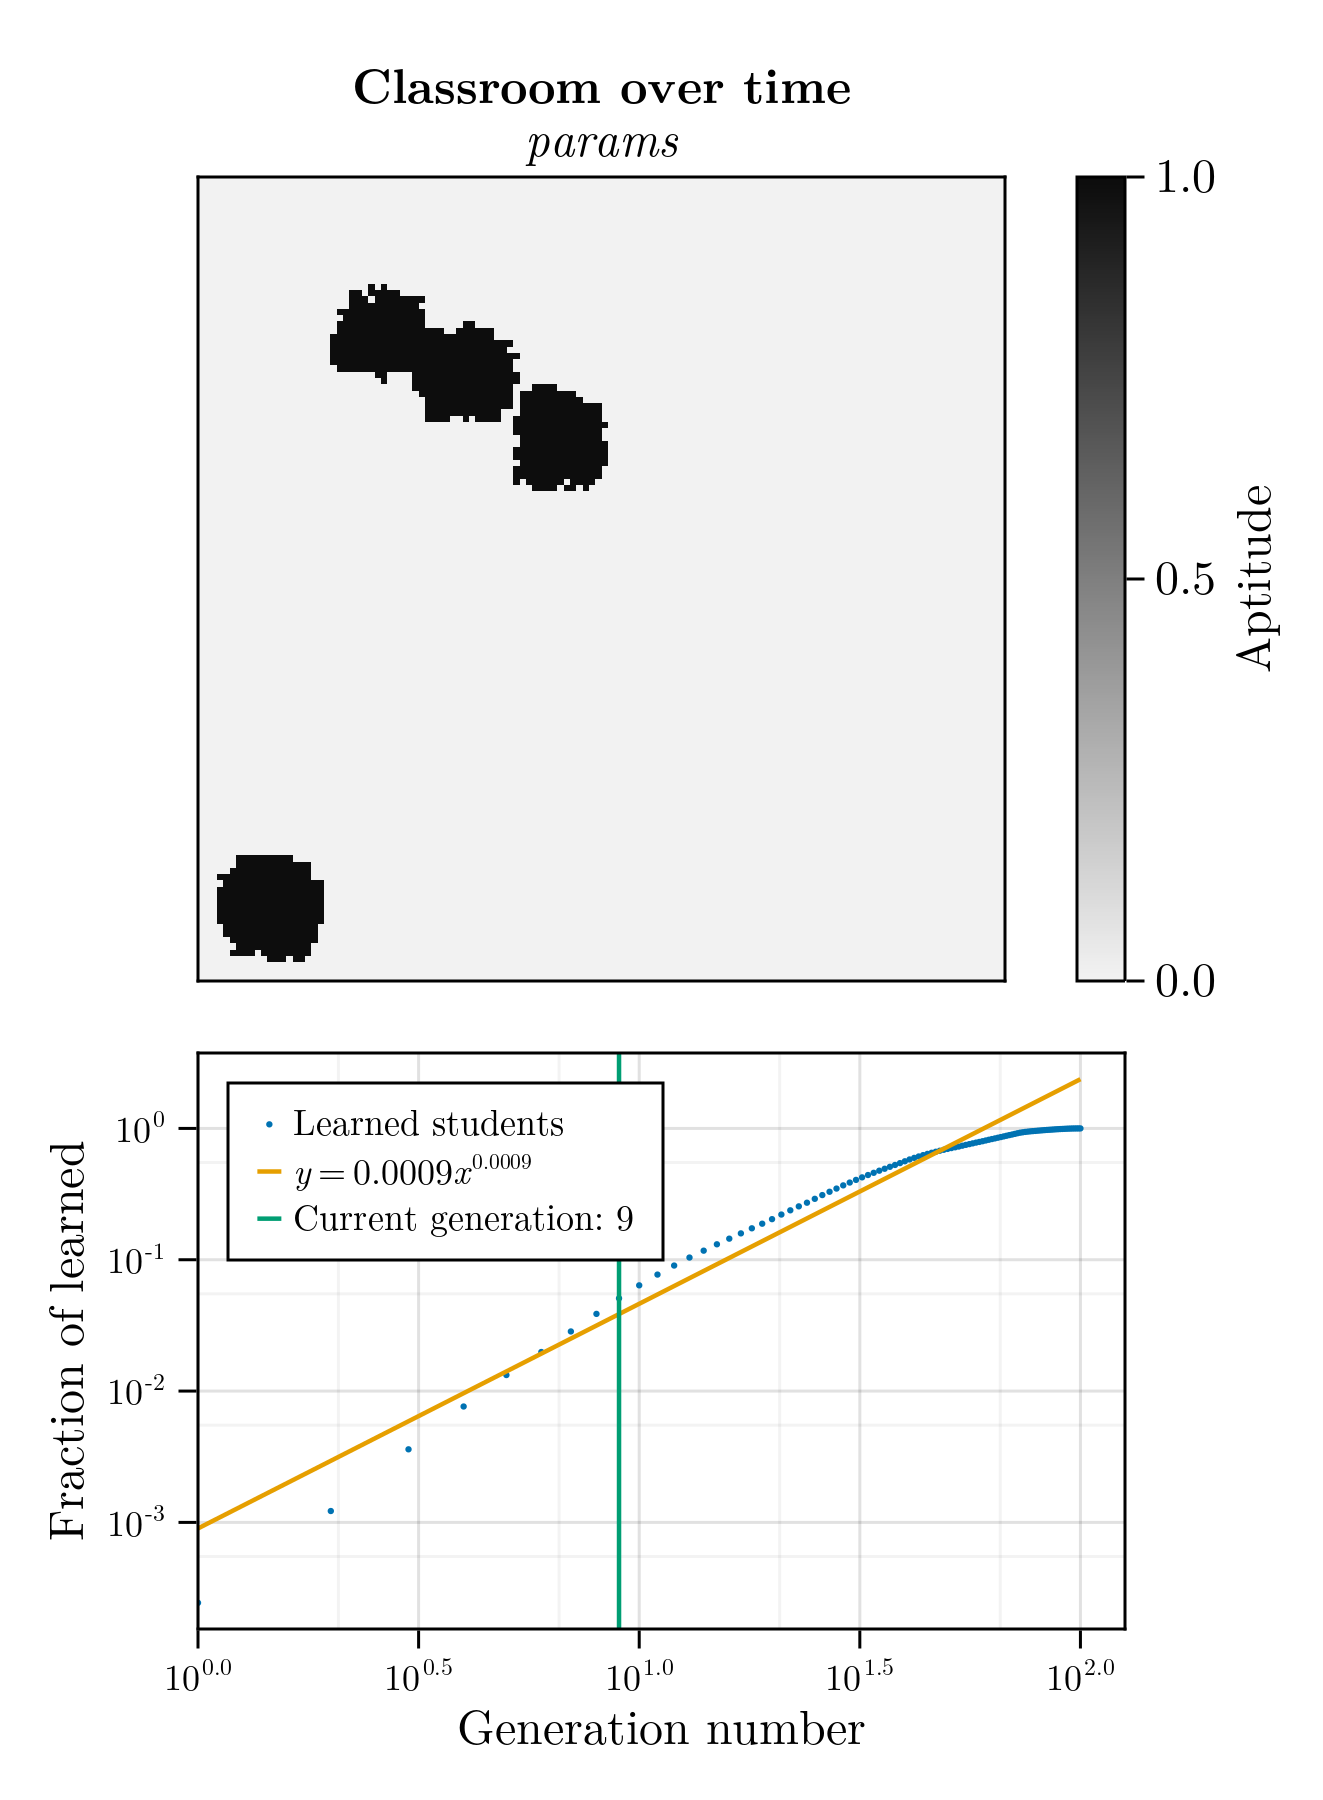 Classroom over time
params
1.0
0.5
0.0
Aptitude
Learned students
y = 0.0009x^0.0009
Current generation: 9
10^0
10^-1
10^-2
10^-3
Fraction of learned
10^0.0 10^0.5 10^1.0 10^1.5 10^2.0
Generation number